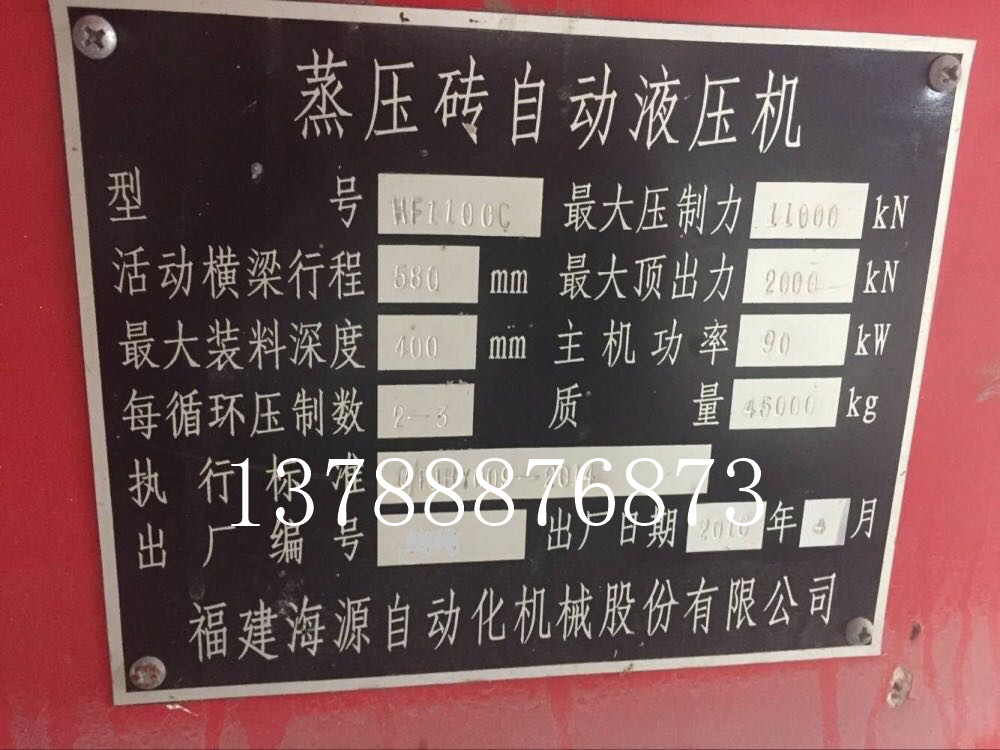 蒸压砖自动液压机
型号 HF1100C 最大压制力 11000 kN
活动横梁行程 580 mm 最大顶出力 2000 kN
最大装料深度 400 mm 主机功率 90 kW
每循环压制数 2-3 质量 45000 kg
执行标准
13788876873
出厂编号 出厂日期 2010 年 月
福建海源自动化机械股份有限公司